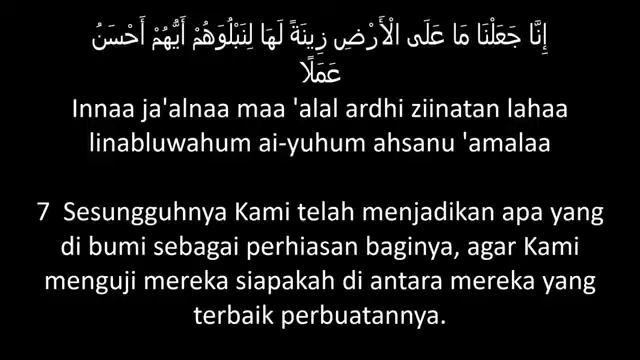 إِنَّا جَعَلْنَا مَا عَلَى الْأَرْضِ زِينَةً لَهَا لِنَبْلُوَهُمْ أَيُّهُمْ أَحْسَنُ
عَمَلًا
Innaa ja'alnaa maa 'alal ardhi ziinatan lahaa
linabluwahum ai-yuhum ahsanu 'amalaa
7 Sesungguhnya Kami telah menjadikan apa yang
di bumi sebagai perhiasan baginya, agar Kami
menguji mereka siapakah di antara mereka yang
terbaik perbuatannya.